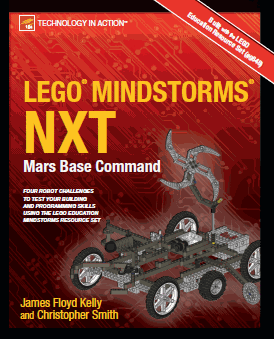 TECHNOLOGY IN ACTION™
Built with the LEGO
Education Resource Set (#9648)
LEGO® MINDSTORMS®
NXT
Mars Base Command
FOUR ROBOT CHALLENGES
TO TEST YOUR BUILDING
AND PROGRAMMING SKILLS
USING THE LEGO EDUCATION
MINDSTORMS RESOURCE SET
James Floyd Kelly
and Christopher Smith